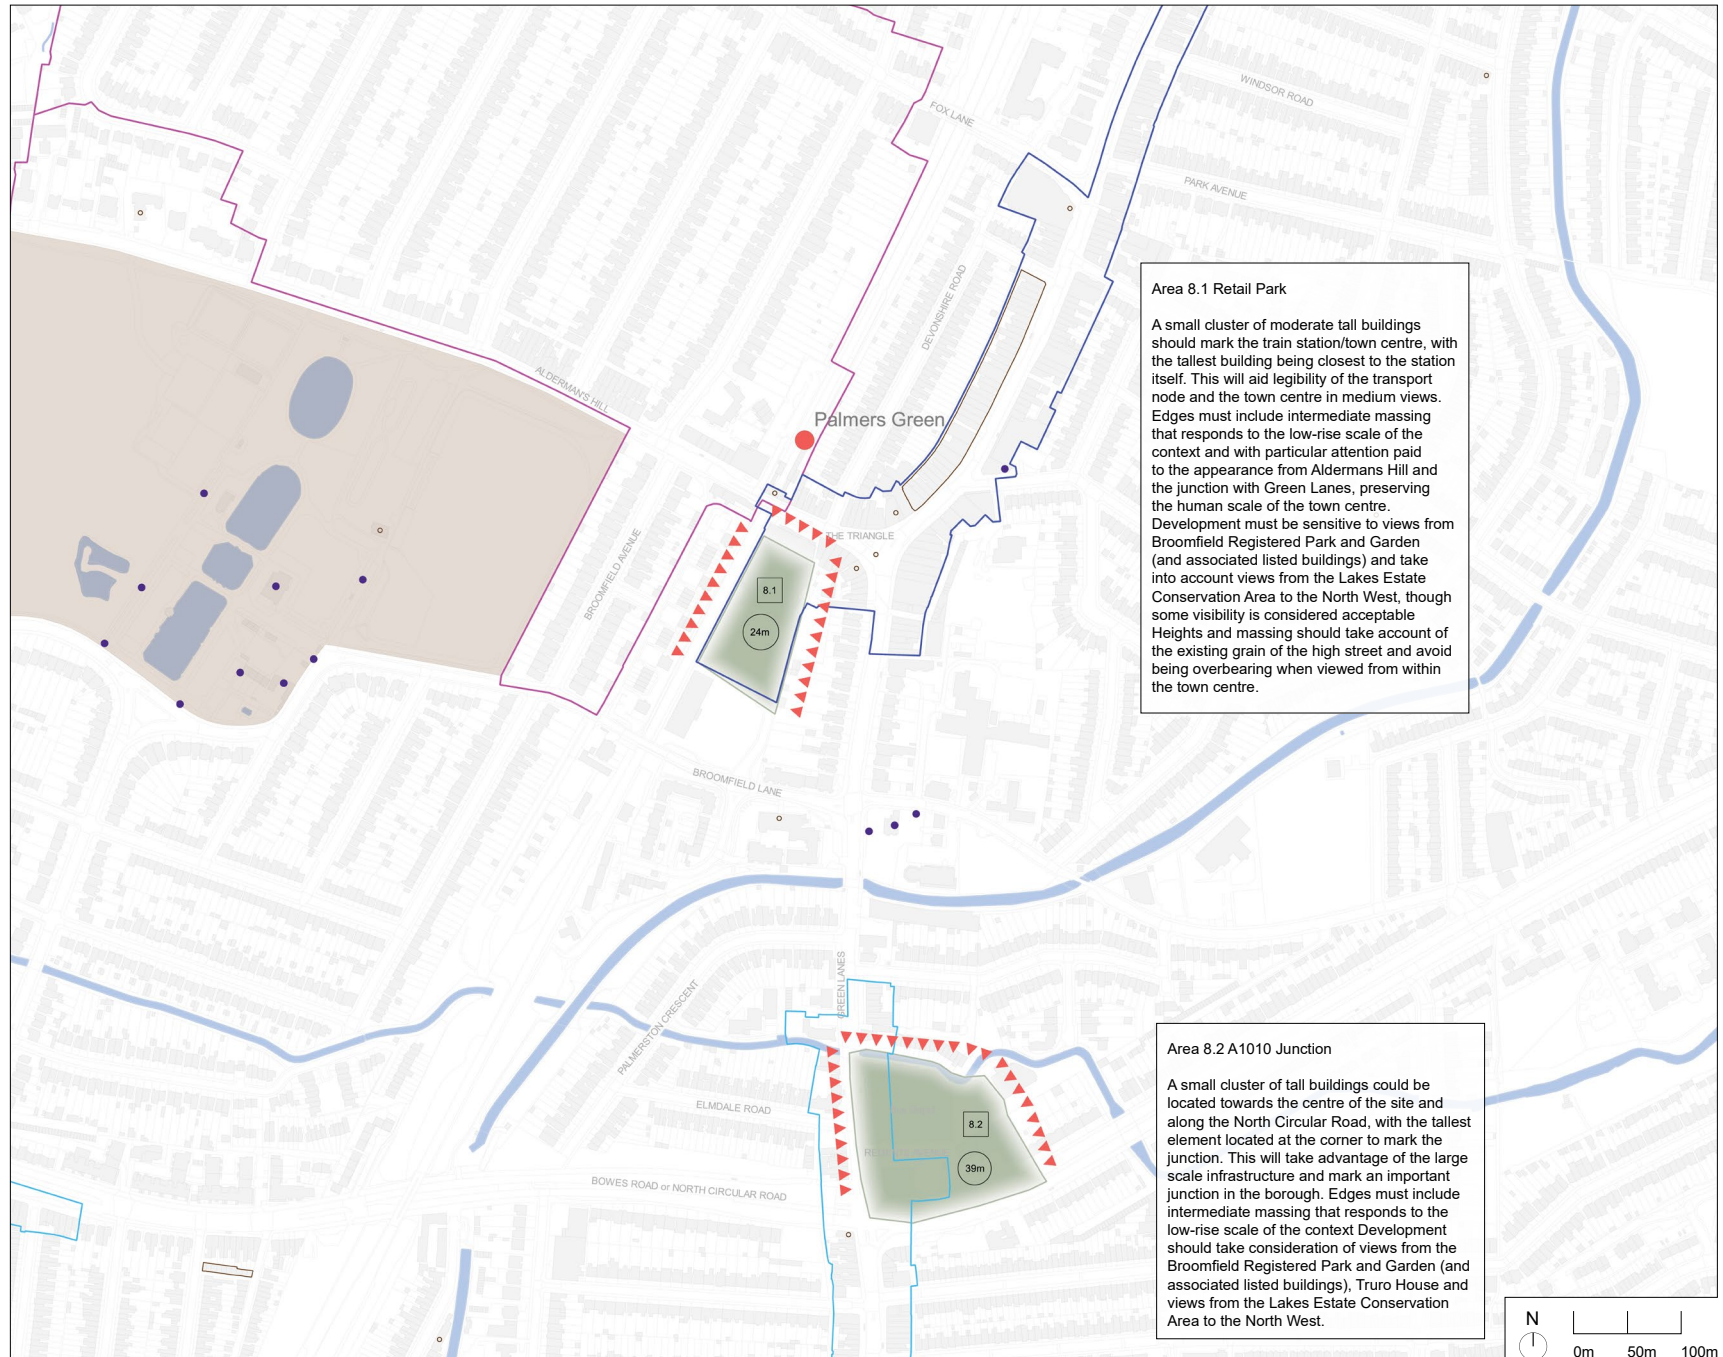 WINDSOR ROAD
FOX LANE
PARK AVENUE
DEVONSHIRE ROAD
ALDERMAN'S HILL
Palmers Green
THE TRIANGLE
BROOMFIELD AVENUE
8.1
24m
BROOMFIELD LANE
GREEN LANES
PALMERSTON CRESCENT
ELMDALE ROAD
8.2
39m
BOWES ROAD or NORTH CIRCULAR ROAD
Area 8.1 Retail Park
A small cluster of moderate tall buildings
should mark the train station/town centre, with
the tallest building being closest to the station
itself. This will aid legibility of the transport
node and the town centre in medium views.
Edges must include intermediate massing
that responds to the low-rise scale of the
context and with particular attention paid
to the appearance from Aldermans Hill and
the junction with Green Lanes, preserving
the human scale of the town centre.
Development must be sensitive to views from
Broomfield Registered Park and Garden
(and associated listed buildings) and take
into account views from the Lakes Estate
Conservation Area to the North West, though
some visibility is considered acceptable
Heights and massing should take account of
the existing grain of the high street and avoid
being overbearing when viewed from within
the town centre.
Area 8.2 A1010 Junction
A small cluster of tall buildings could be
located towards the centre of the site and
along the North Circular Road, with the tallest
element located at the corner to mark the
junction. This will take advantage of the large
scale infrastructure and mark an important
junction in the borough. Edges must include
intermediate massing that responds to the
low-rise scale of the context Development
should take consideration of views from the
Broomfield Registered Park and Garden (and
associated listed buildings), Truro House and
views from the Lakes Estate Conservation
Area to the North West.
N
0m 50m 100m